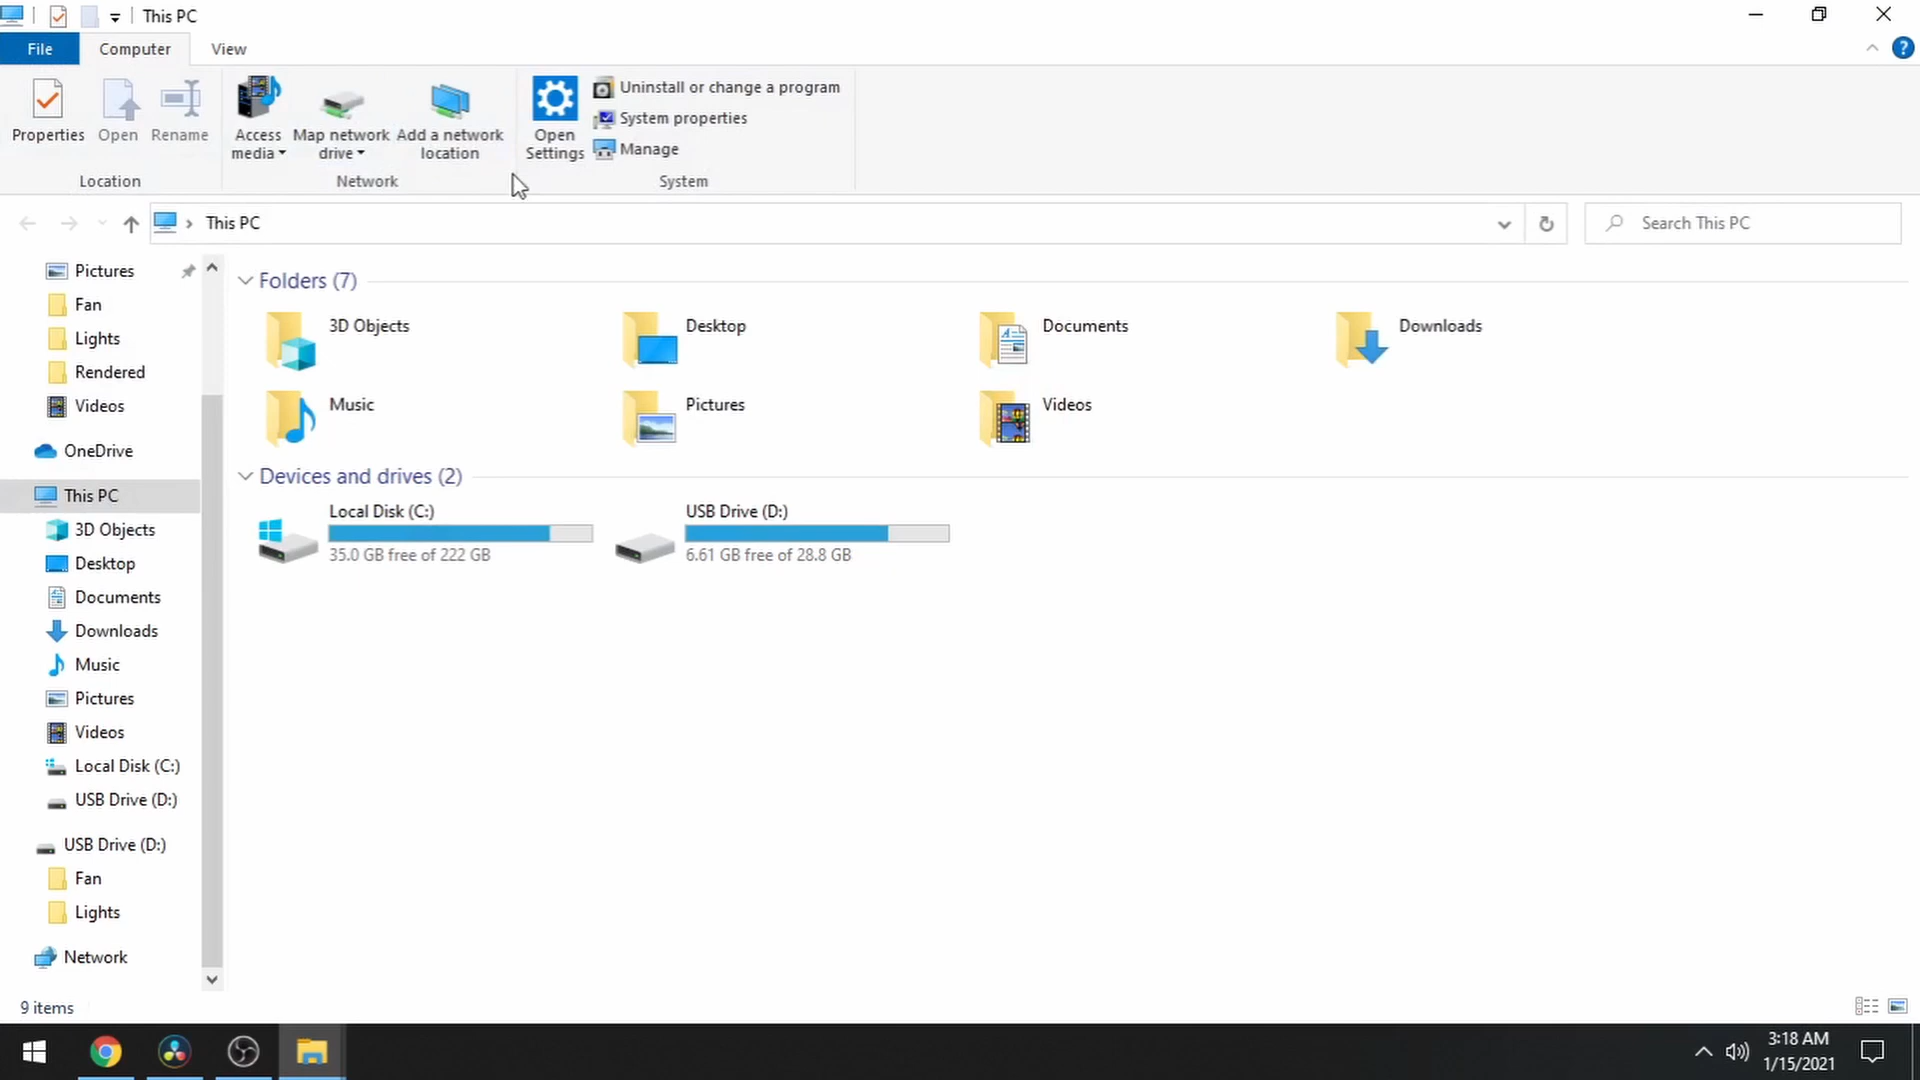 This PC
File
Computer
View
Properties
Open
Rename
Access
media
Map network
drive
Add a network
location
Open
Settings
Uninstall or change a program
System properties
Manage
Location
Network
System
This PC
Search This PC
Pictures
Fan
Lights
Rendered
Videos
OneDrive
This PC
3D Objects
Desktop
Documents
Downloads
Music
Pictures
Videos
Local Disk (C:)
USB Drive (D:)
USB Drive (D:)
Fan
Lights
Network
Folders (7)
3D Objects
Desktop
Documents
Downloads
Music
Pictures
Videos
Devices and drives (2)
Local Disk (C:)
35.0 GB free of 222 GB
USB Drive (D:)
6.61 GB free of 28.8 GB
9 items
3:18 AM
1/15/2021